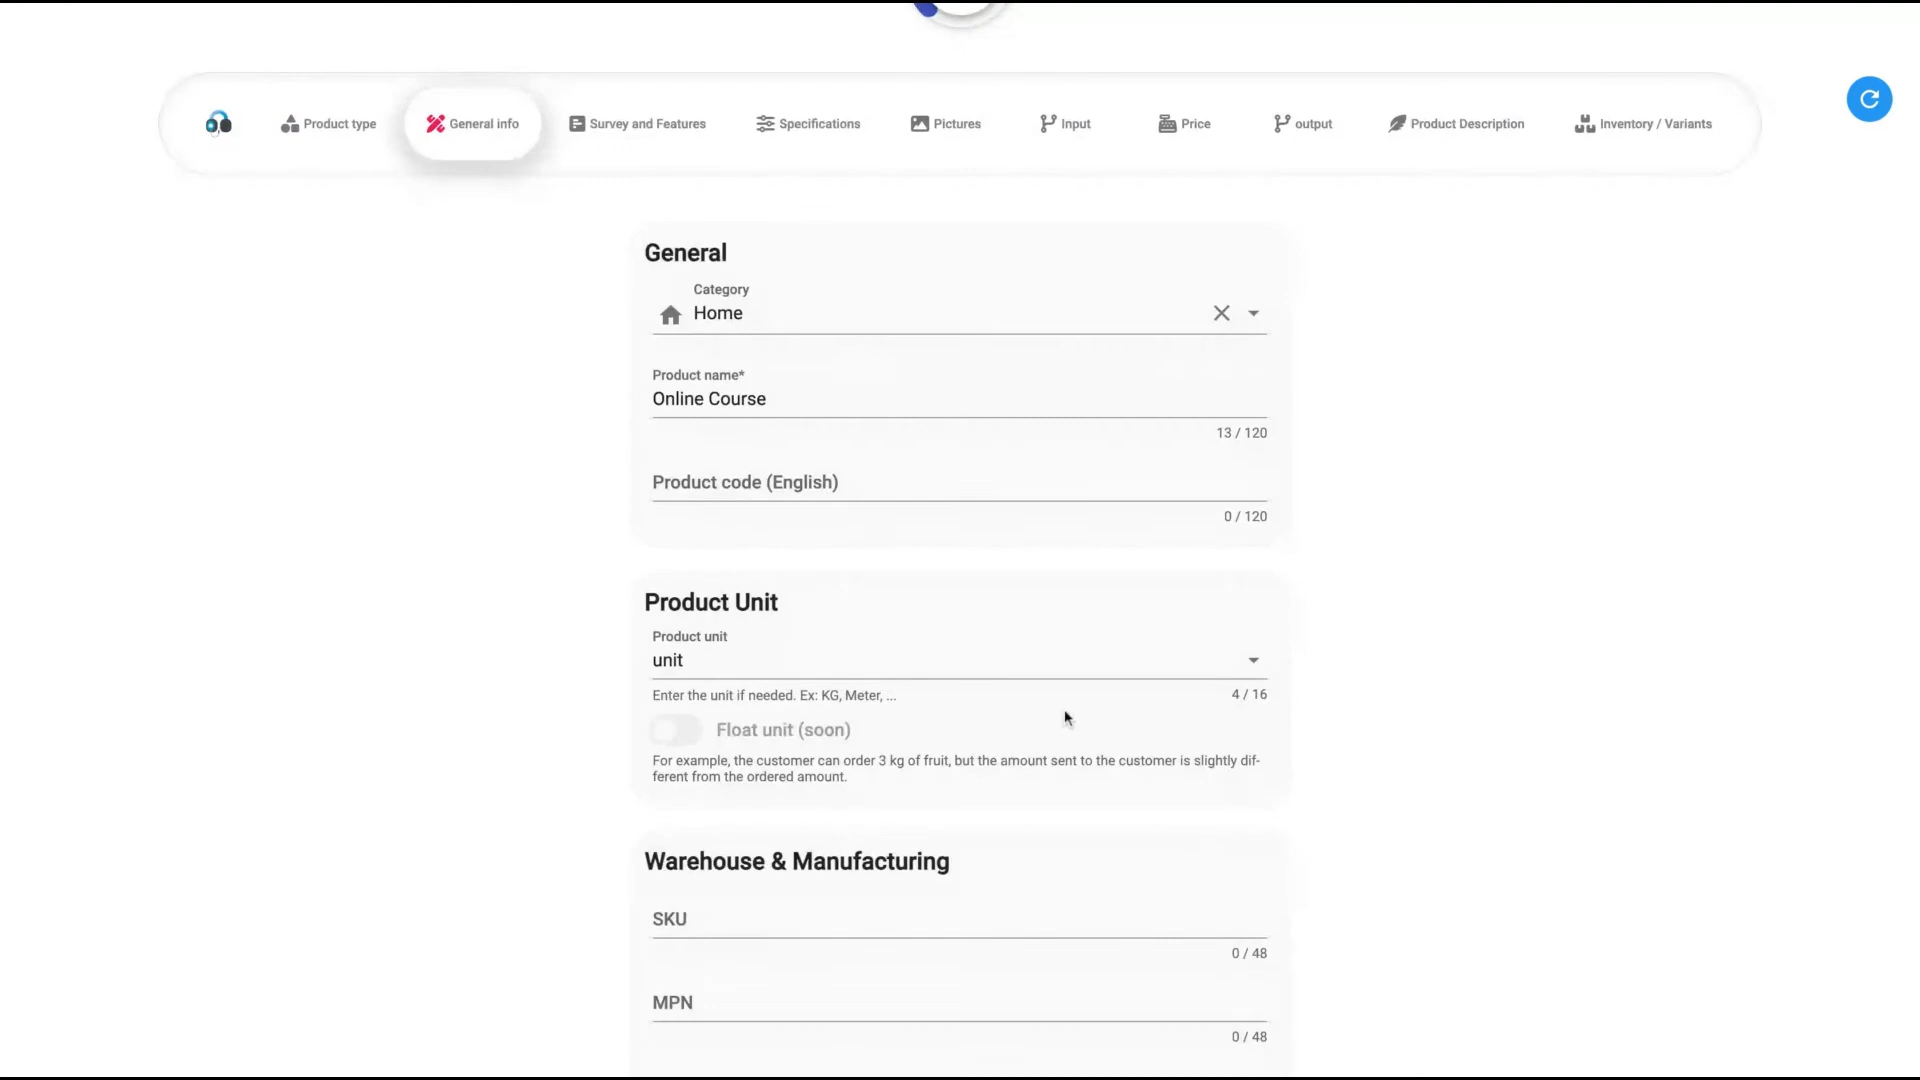 Product type
General info
Survey and Features
Specifications
Pictures
Input
Price
output
Product Description
Inventory / Variants
General
Category
Home
Product name*
Online Course
13 / 120
Product code (English)
0 / 120
Product Unit
Product unit
unit
Enter the unit if needed. Ex: KG, Meter, ...
4 / 16
Float unit (soon)
For example, the customer can order 3 kg of fruit, but the amount sent to the customer is slightly dif-
ferent from the ordered amount.
Warehouse & Manufacturing
SKU
0 / 48
MPN
0 / 48